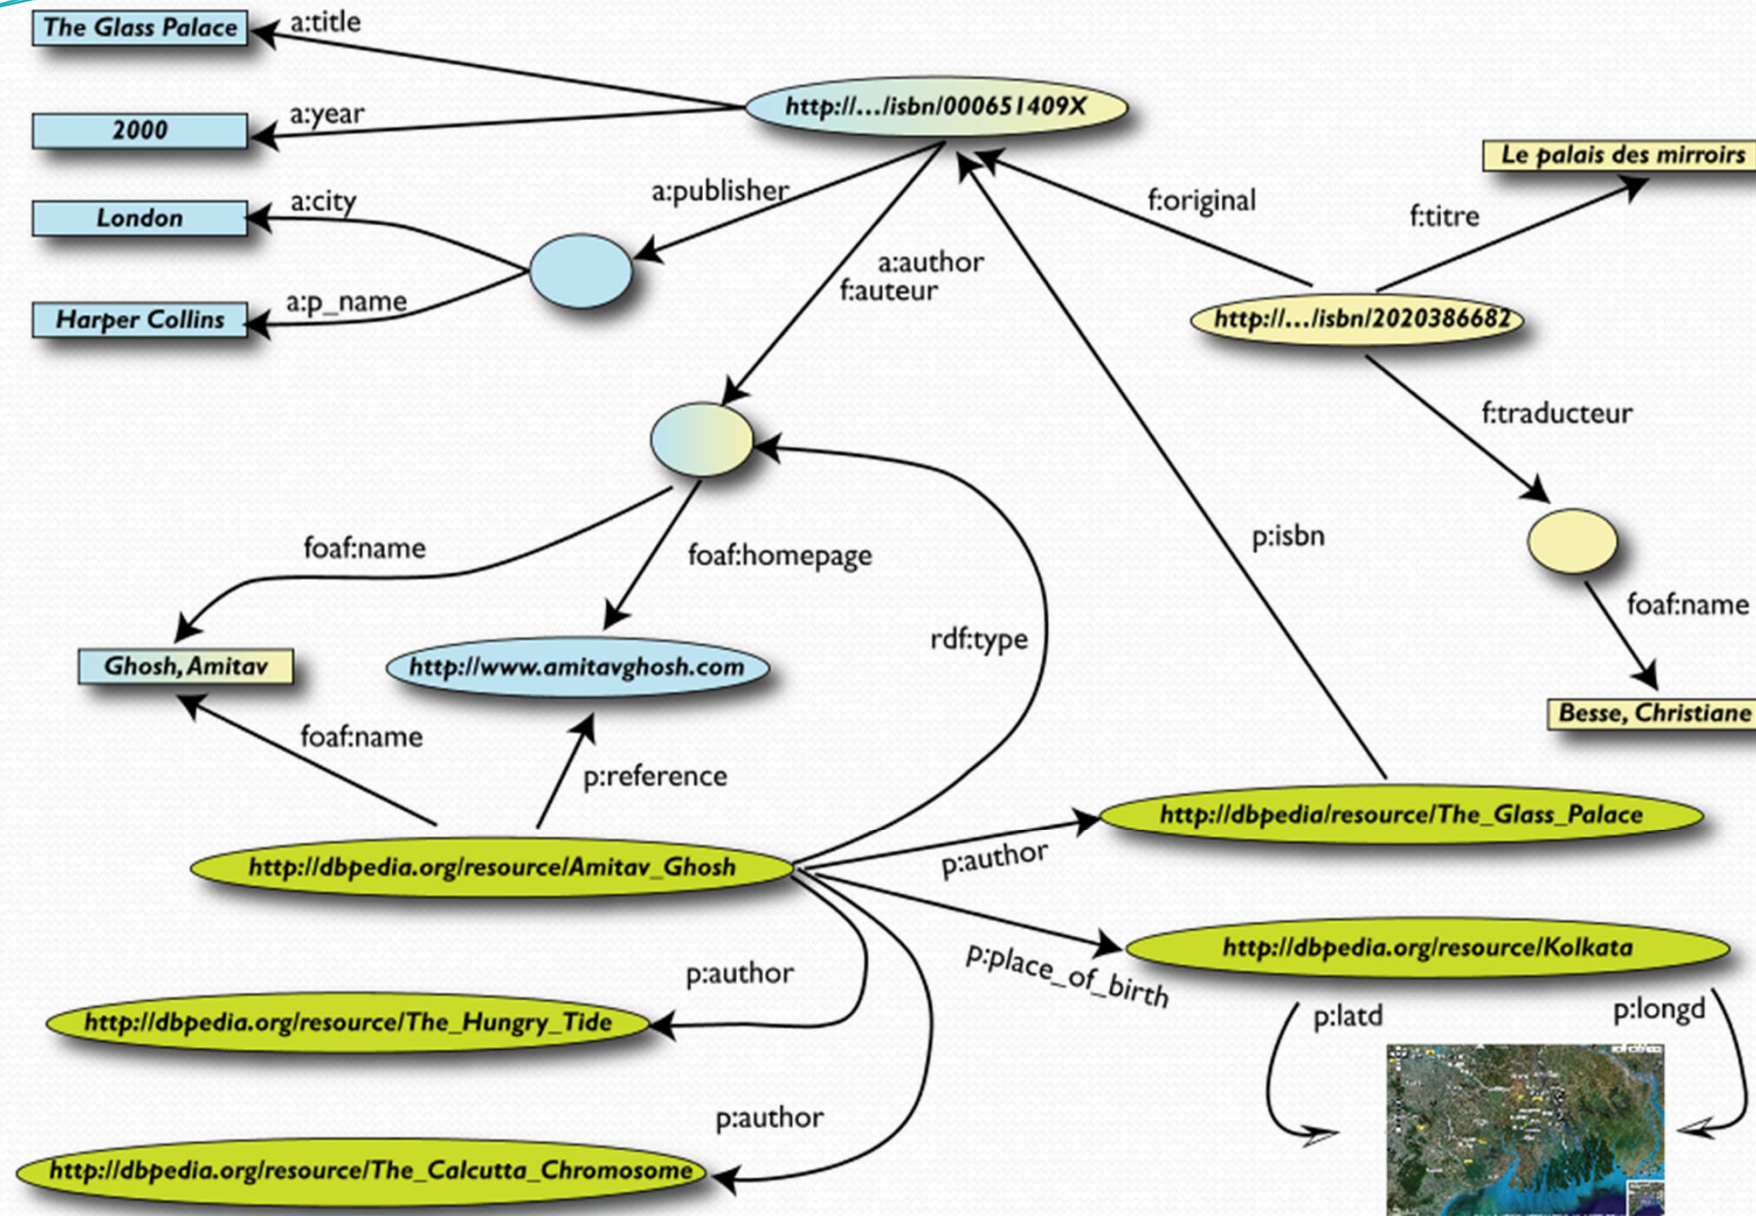 The Glass Palace
a:title
http://.../isbn/000651409X
2000
a:year
Le palais des mirroirs
London
a:city
a:publisher
f:original
f:titre
a:author
f:auteur
Harper Collins
a:p_name
http://.../isbn/2020386682
f:traducteur
foaf:name
foaf:homepage
p:isbn
rdf:type
foaf:name
Ghosh, Amitav
http://www.amitavghosh.com
Besse, Christiane
foaf:name
p:reference
http://dbpedia/resource/The_Glass_Palace
http://dbpedia.org/resource/Amitav_Ghosh
p:author
http://dbpedia.org/resource/Kolkata
p:place_of_birth
p:author
http://dbpedia.org/resource/The_Hungry_Tide
p:latd
p:longd
p:author
http://dbpedia.org/resource/The_Calcutta_Chromosome